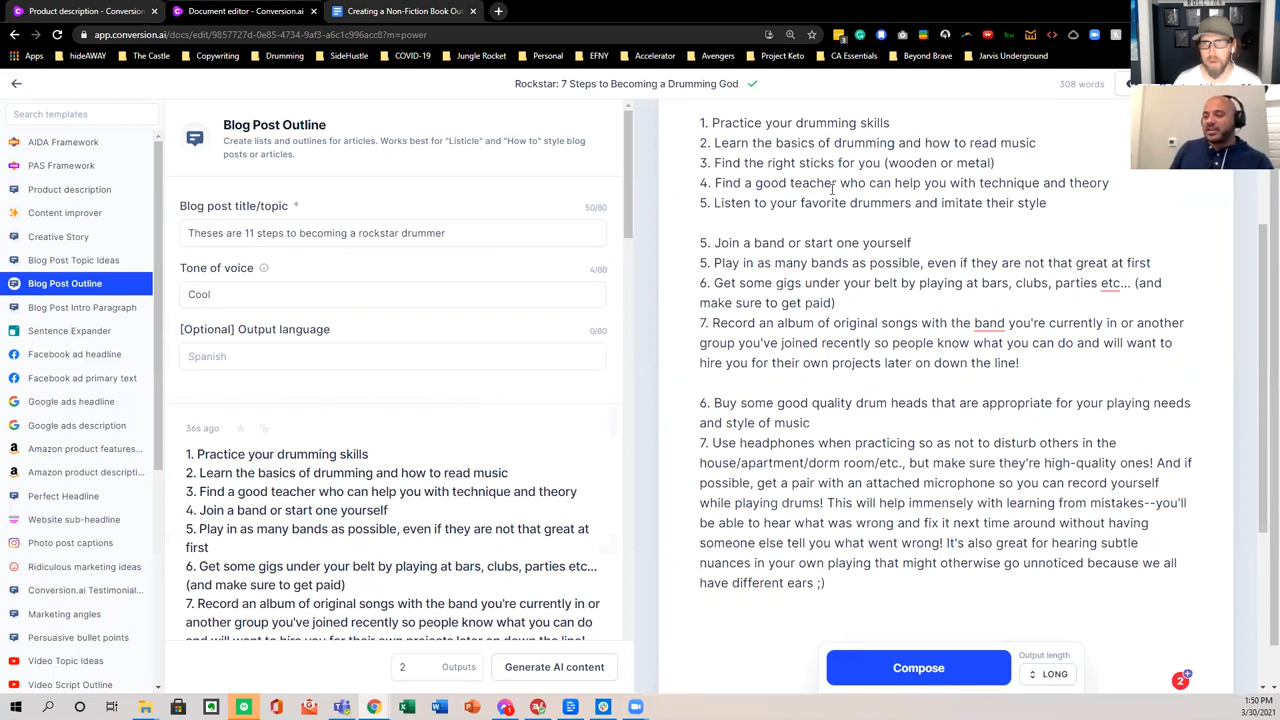 Product description - Conversion
Document editor - Conversion.ai
Creating a Non-Fiction Book Out
app.conversion.ai/docs/edit/9857727d-0e85-4734-9af3-a6c1c996acc8?m=power
Apps
hideAWAY
The Castle
Copywriting
Drumming
SideHustle
COVID-19
Jungle Rocket
Personal
EFNY
Accelerator
Avengers
Project Keto
CA Essentials
Beyond Brave
Jarvis Underground
Rockstar: 7 Steps to Becoming a Drumming God
308 words
Search templates
AIDA Framework
PAS Framework
Product description
Content improver
Creative Story
Blog Post Topic Ideas
Blog Post Outline
Blog Post Intro Paragraph
Sentence Expander
Facebook ad headline
Facebook ad primary text
Google ads headline
Google ads description
Amazon product features...
Amazon product descripti...
Perfect Headline
Website sub-headline
Photo post captions
Ridiculous marketing ideas
Conversion.ai Testimonial...
Marketing angles
Persuasive bullet points
Video Topic Ideas
Video Script Outline
Blog Post Outline
Create lists and outlines for articles. Works best for "Listicle" and "How to" style blog
posts or articles.
Blog post title/topic *
50/80
Theses are 11 steps to becoming a rockstar drummer
Tone of voice
4/80
Cool
[Optional] Output language
0/80
Spanish
36s ago
1. Practice your drumming skills
2. Learn the basics of drumming and how to read music
3. Find a good teacher who can help you with technique and theory
4. Join a band or start one yourself
5. Play in as many bands as possible, even if they are not that great at
first
6. Get some gigs under your belt by playing at bars, clubs, parties etc...
(and make sure to get paid)
7. Record an album of original songs with the band you're currently in or
another group you've joined recently so people know what you can do
and will want to hire you for their own projects later on down the line!
2
Outputs
Generate AI content
1. Practice your drumming skills
2. Learn the basics of drumming and how to read music
3. Find the right sticks for you (wooden or metal)
4. Find a good teacher who can help you with technique and theory
5. Listen to your favorite drummers and imitate their style
5. Join a band or start one yourself
5. Play in as many bands as possible, even if they are not that great at first
6. Get some gigs under your belt by playing at bars, clubs, parties etc... (and
make sure to get paid)
7. Record an album of original songs with the band you're currently in or another
group you've joined recently so people know what you can do and will want to
hire you for their own projects later on down the line!
6. Buy some good quality drum heads that are appropriate for your playing needs
and style of music
7. Use headphones when practicing so as not to disturb others in the
house/apartment/dorm room/etc., but make sure they're high-quality ones! And if
possible, get a pair with an attached microphone so you can record yourself
while playing drums! This will help immensely with learning from mistakes--you'll
be able to hear what was wrong and fix it next time around without having
someone else tell you what went wrong! It's also great for hearing subtle
nuances in your own playing that might otherwise go unnoticed because we all
have different ears ;)
Compose
Output length
LONG
2
1:50 PM
3/30/2021